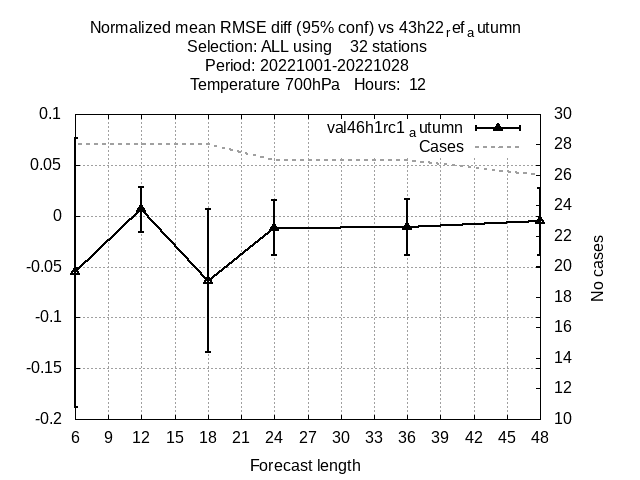 Normalized mean RMSE diff (95% conf) vs 43h22refautumn
Selection: ALL using 32 stations
Period: 20221001-20221028
Temperature 700hPa Hours: 12
0.1
0.05
0
-0.05
-0.1
-0.15
-0.2
val46h1rc1autumn
Cases
30
28
26
24
22
20
18
16
14
12
10
No cases
6 9 12 15 18 21 24 27 30 33 36 39 42 45 48
Forecast length